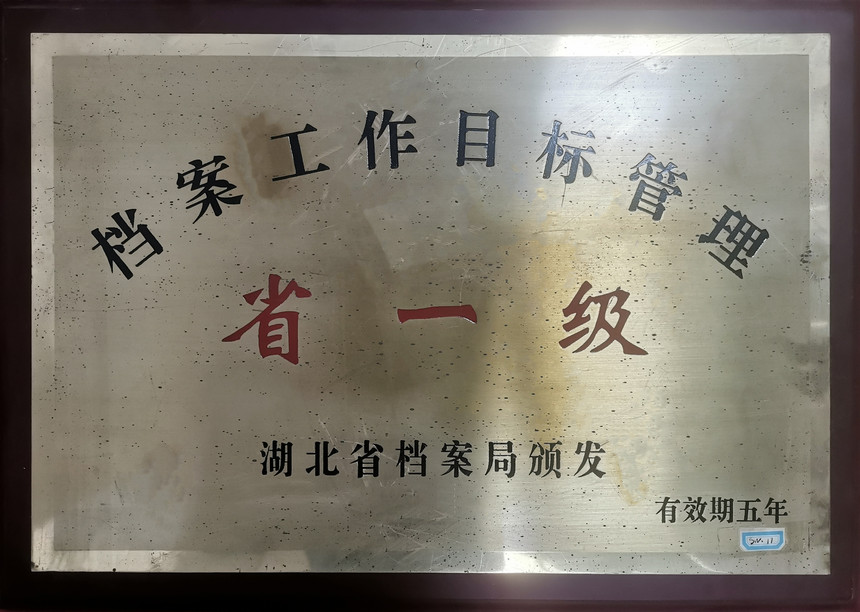 档案工作目标管理
省一级
湖北省档案局颁发
有效期五年